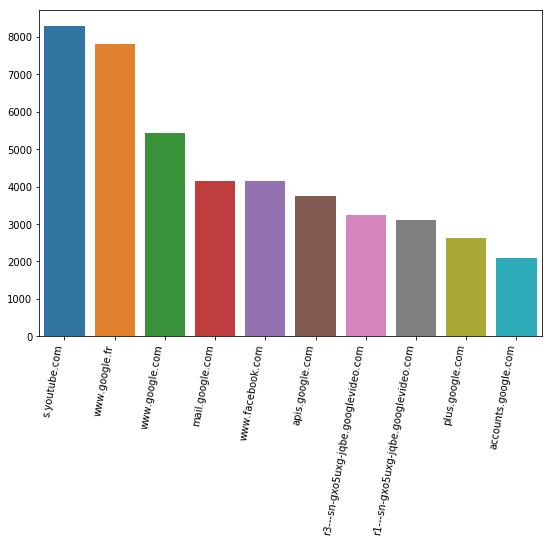 8000
7000
6000
5000
4000
3000
2000
1000
0
s.youtube.com
www.google.fr
www.google.com
mail.google.com
www.facebook.com
apis.google.com
r3---sn-gxo5uxg-jqbe.googlevideo.com
r1---sn-gxo5uxg-jqbe.googlevideo.com
plus.google.com
accounts.google.com